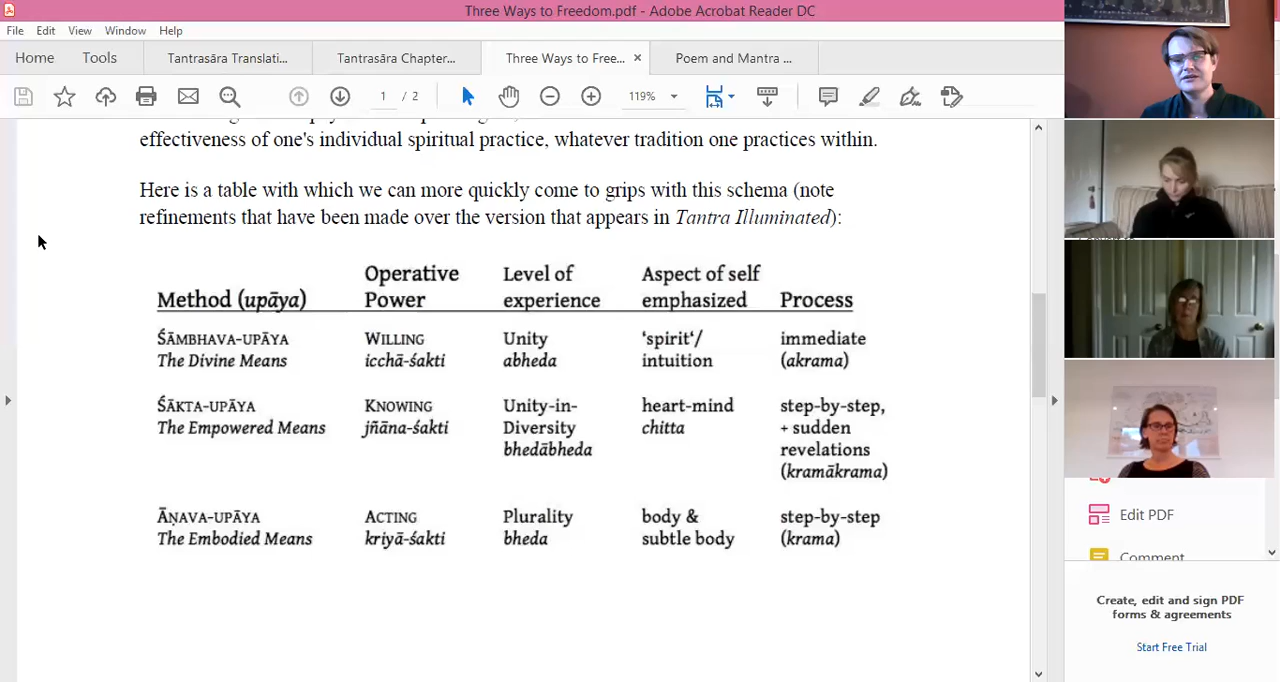 Three Ways to Freedom.pdf - Adobe Acrobat Reader DC
File Edit View Window Help
Home Tools Tantrasāra Translati... Tantrasāra Chapter... Three Ways to Free... × Poem and Mantra ...
1 / 2 119%
effectiveness of one's individual spiritual practice, whatever tradition one practices within.
Here is a table with which we can more quickly come to grips with this schema (note
refinements that have been made over the version that appears in Tantra Illuminated):
Operative Level of Aspect of self
Method (upāya) Power experience emphasized Process
ŚĀMBHAVA-UPĀYA WILLING Unity ‘spirit‘/ immediate
The Divine Means icchā-śakti abheda intuition (akrama)
ŚĀKTA-UPĀYA KNOWING Unity-in- heart-mind step-by-step,
The Empowered Means jñāna-śakti Diversity chitta + sudden
bhedābheda revelations
(kramākrama)
ĀṆAVA-UPĀYA ACTING Plurality body & step-by-step
The Embodied Means kriyā-śakti bheda subtle body (krama)
Edit PDF
Comment
Create, edit and sign PDF
forms & agreements
Start Free Trial